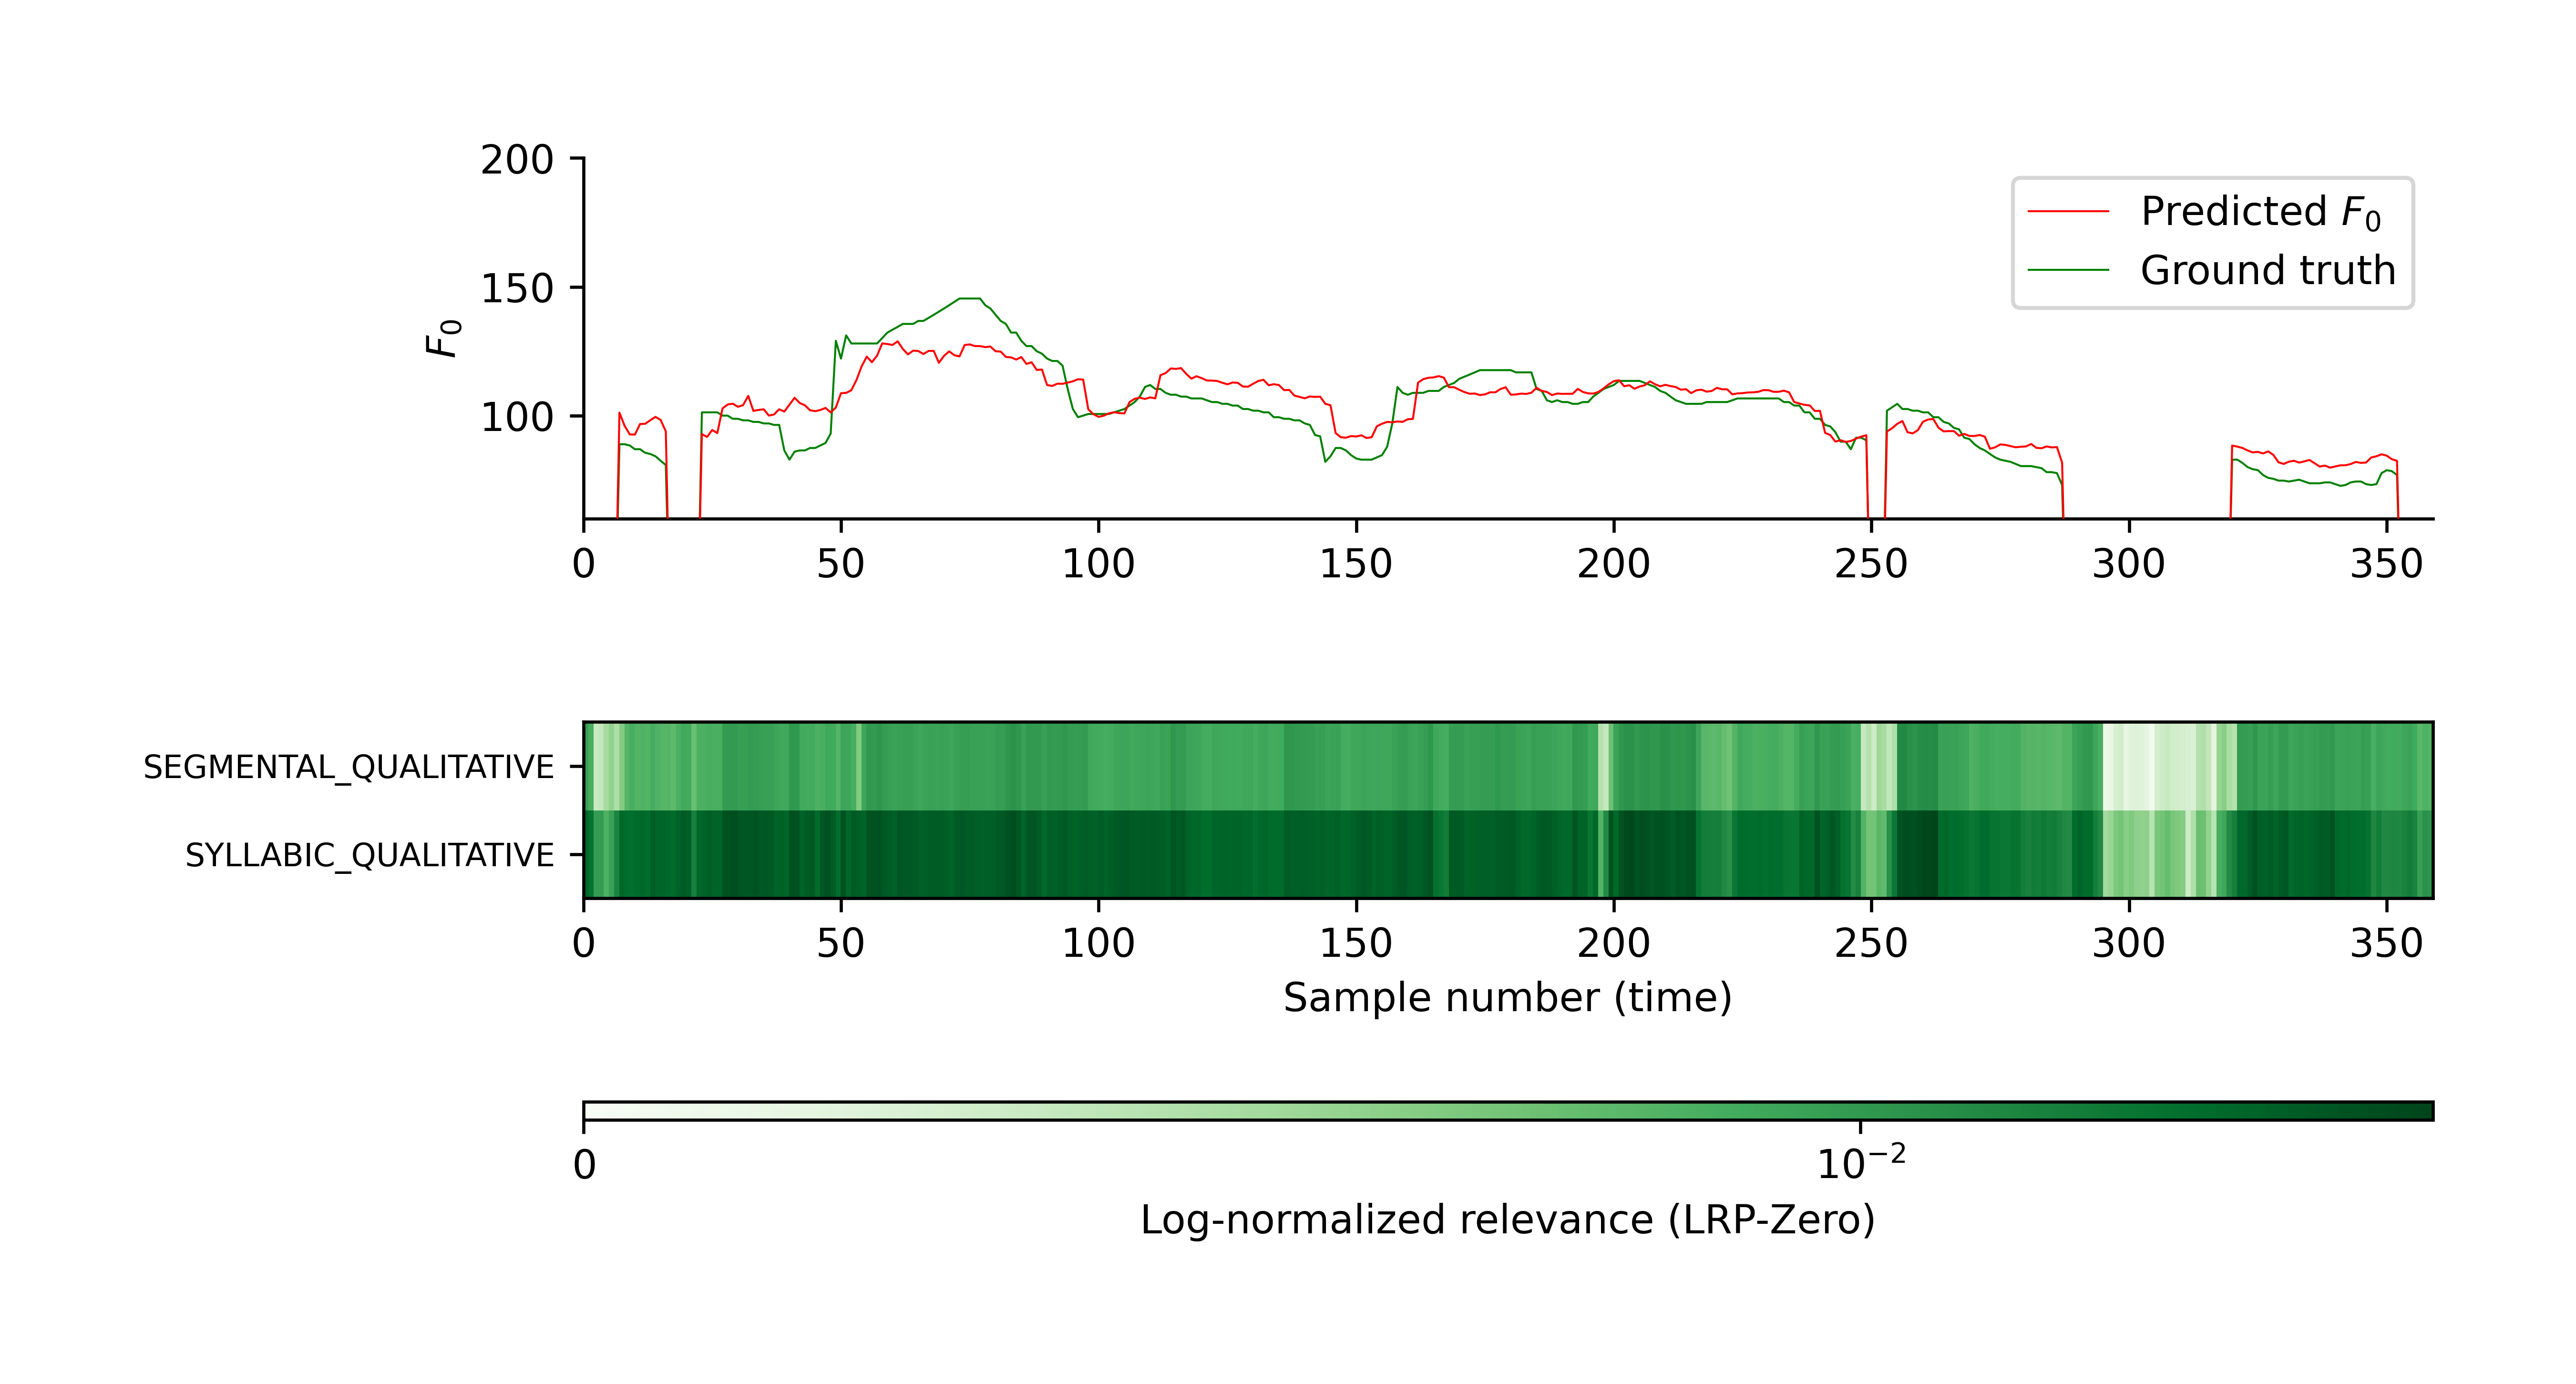 200
150
100
F₀
Predicted F₀
Ground truth
0 50 100 150 200 250 300 350
SEGMENTAL_QUALITATIVE
SYLLABIC_QUALITATIVE
0 50 100 150 200 250 300 350
Sample number (time)
0 10⁻²
Log-normalized relevance (LRP-Zero)